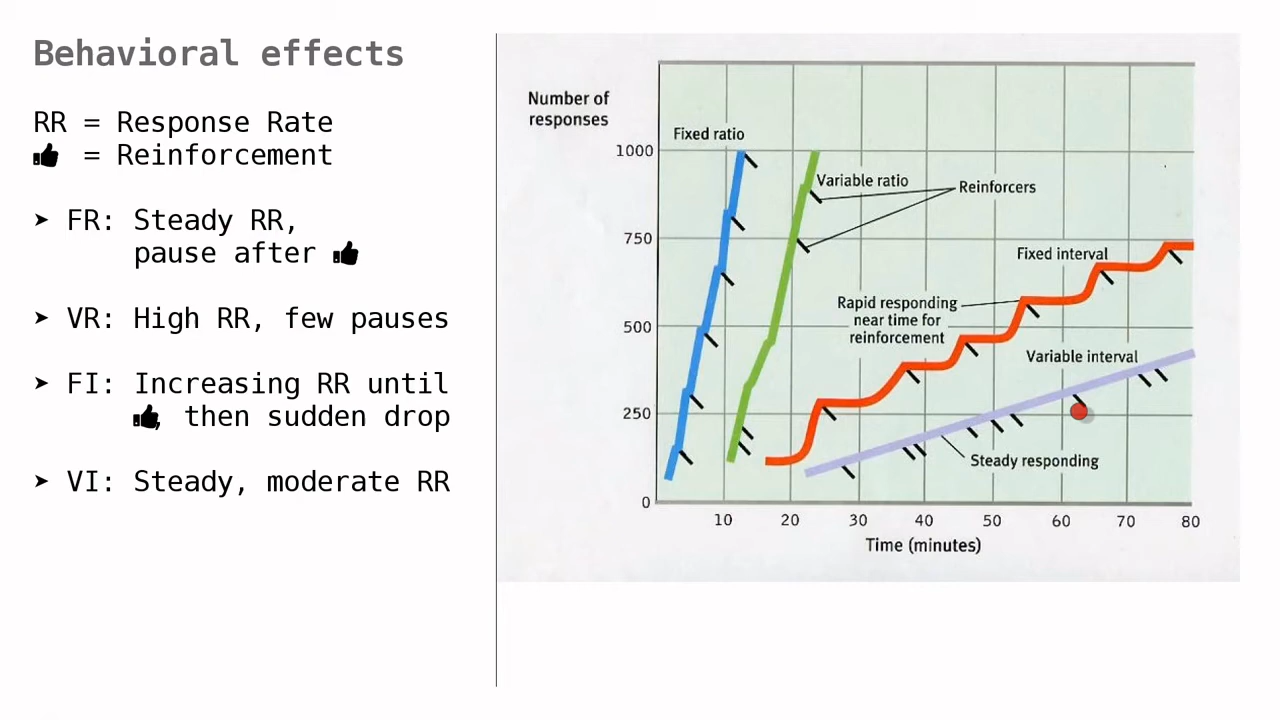 Behavioral effects
RR = Response Rate
👍 = Reinforcement
➤ FR: Steady RR,
pause after 👍
➤ VR: High RR, few pauses
➤ FI: Increasing RR until
👍, then sudden drop
➤ VI: Steady, moderate RR
Number of
responses
Fixed ratio
1000
Variable ratio
Reinforcers
750
Fixed interval
Rapid responding
near time for
reinforcement
500
Variable interval
250
Steady responding
0
10 20 30 40 50 60 70 80
Time (minutes)